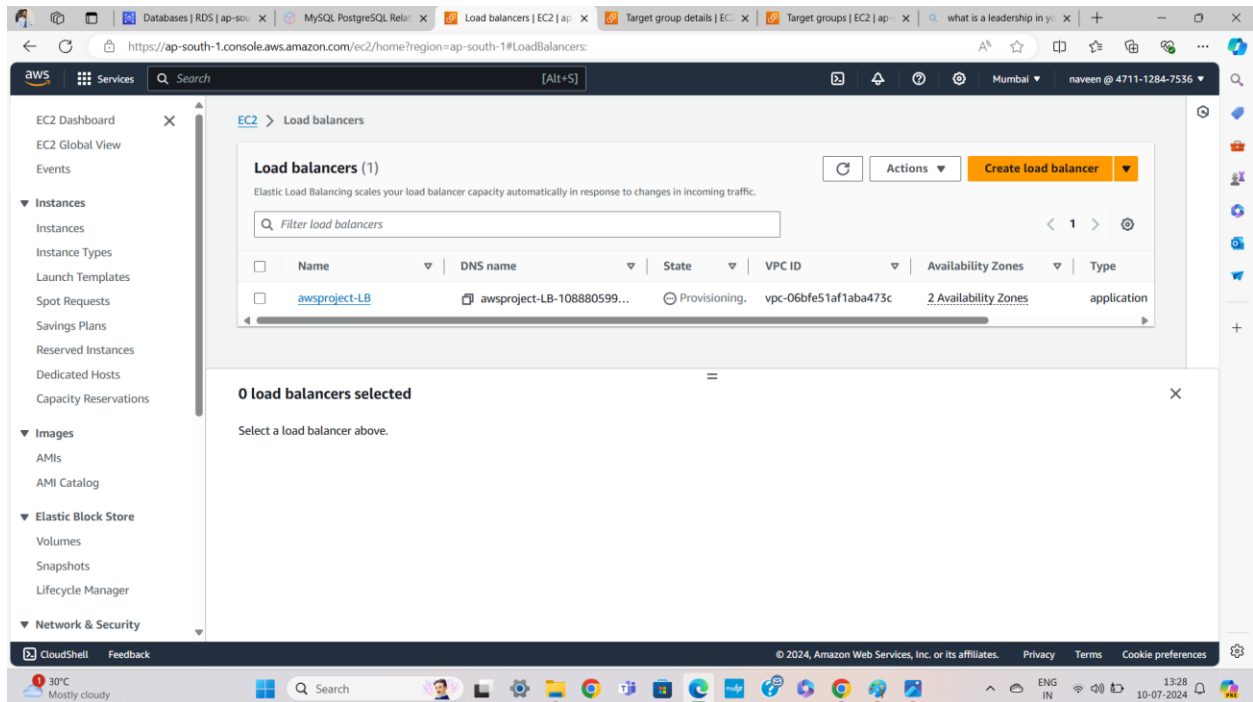 Databases | RDS | ap-sou
MySQL PostgreSQL Relati
Load balancers | EC2 | ap
Target group details | EC
Target groups | EC2 | ap-s
what is a leadership in yo
https://ap-south-1.console.aws.amazon.com/ec2/home?region=ap-south-1#LoadBalancers:
aws Services Search [Alt+S] Mumbai ▼ naveen @ 4711-1284-7536 ▼
EC2 Dashboard
EC2 Global View
Events
▼ Instances
Instances
Instance Types
Launch Templates
Spot Requests
Savings Plans
Reserved Instances
Dedicated Hosts
Capacity Reservations
▼ Images
AMIs
AMI Catalog
▼ Elastic Block Store
Volumes
Snapshots
Lifecycle Manager
▼ Network & Security
EC2 > Load balancers
Load balancers (1)
Actions ▼ Create load balancer
Elastic Load Balancing scales your load balancer capacity automatically in response to changes in incoming traffic.
Filter load balancers
1
Name DNS name State VPC ID Availability Zones Type
awsproject-LB awsproject-LB-108880599... Provisioning. vpc-06bfe51af1aba473c 2 Availability Zones application
0 load balancers selected
Select a load balancer above.
CloudShell Feedback © 2024, Amazon Web Services, Inc. or its affiliates. Privacy Terms Cookie preferences
1 30°C
Mostly cloudy
Search
ENG
IN
13:28
10-07-2024